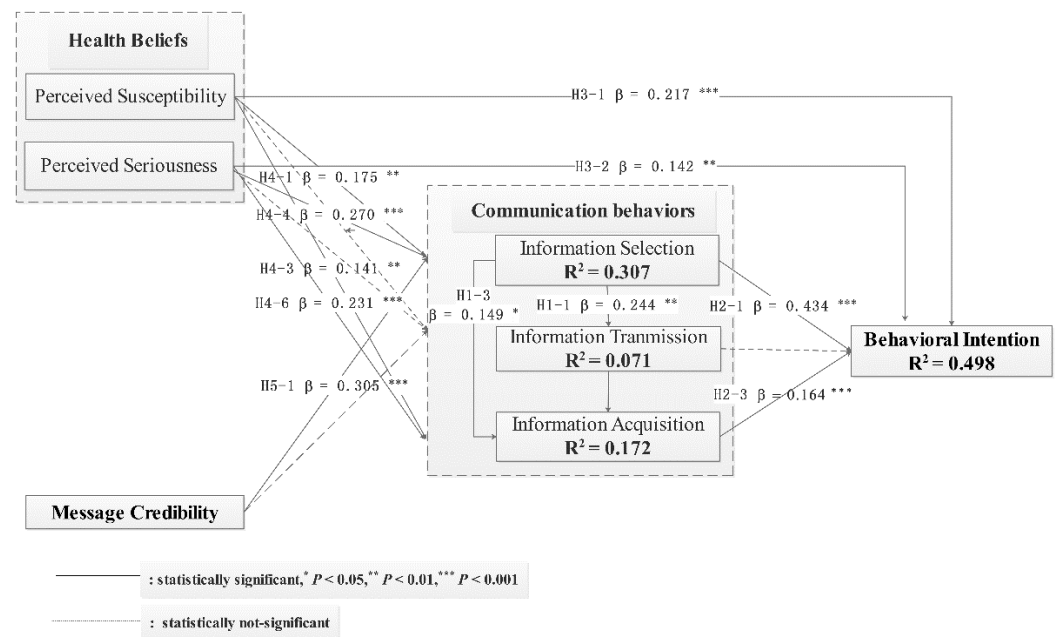 Health Beliefs
Perceived Susceptibility
Perceived Seriousness
H3-1 β = 0.217 ***
H3-2 β = 0.142 **
H4-1 β = 0.175 **
H4-4 β = 0.270 ***
H4-3 β = 0.141 **
H4-6 β = 0.231 ***
H5-1 β = 0.305 ***
Communication behaviors
Information Selection
R² = 0.307
H1-3
β = 0.149 *
H1-1 β = 0.244 **
Information Tranmission
R² = 0.071
Information Acquisition
R² = 0.172
H2-1 β = 0.434 ***
H2-3 β = 0.164 ***
Behavioral Intention
R² = 0.498
Message Credibility
: statistically significant,* P < 0.05,** P < 0.01,*** P < 0.001
: statistically not-significant